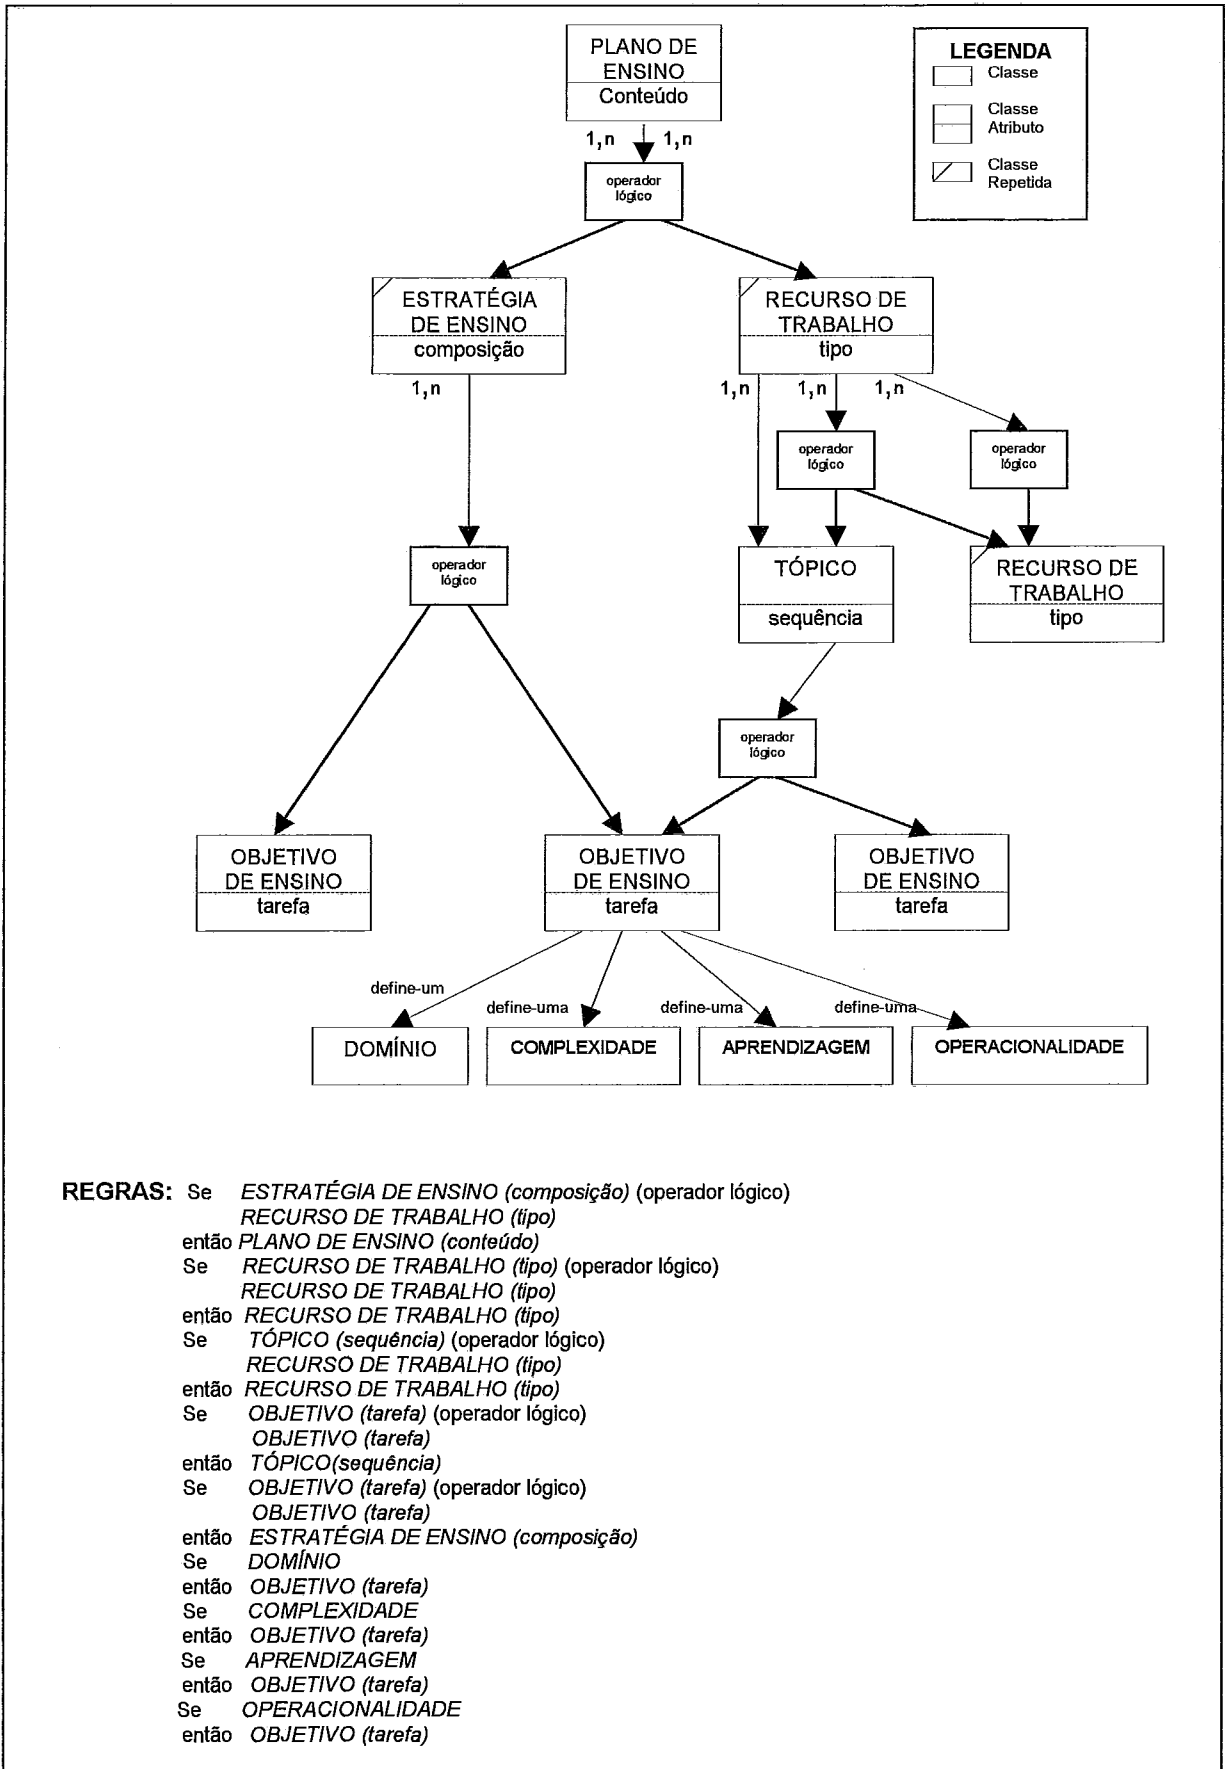 PLANO DE
ENSINO
Conteúdo
LEGENDA
Classe
Classe
Atributo
Classe
Repetida
1,n
1,n
operador
lógico
ESTRATÉGIA
DE ENSINO
composição
RECURSO DE
TRABALHO
tipo
1,n
1,n
1,n
1,n
operador
lógico
operador
lógico
operador
lógico
TÓPICO
sequência
RECURSO DE
TRABALHO
tipo
operador
lógico
OBJETIVO
DE ENSINO
tarefa
OBJETIVO
DE ENSINO
tarefa
OBJETIVO
DE ENSINO
tarefa
define-um
define-uma
define-uma
define-uma
DOMÍNIO
COMPLEXIDADE
APRENDIZAGEM
OPERACIONALIDADE
REGRAS: Se ESTRATÉGIA DE ENSINO (composição) (operador lógico)
RECURSO DE TRABALHO (tipo)
então PLANO DE ENSINO (conteúdo)
Se RECURSO DE TRABALHO (tipo) (operador lógico)
RECURSO DE TRABALHO (tipo)
então RECURSO DE TRABALHO (tipo)
Se TÓPICO (sequência) (operador lógico)
RECURSO DE TRABALHO (tipo)
então RECURSO DE TRABALHO (tipo)
Se OBJETIVO (tarefa) (operador lógico)
OBJETIVO (tarefa)
então TÓPICO(sequência)
Se OBJETIVO (tarefa) (operador lógico)
OBJETIVO (tarefa)
então ESTRATÉGIA DE ENSINO (composição)
Se DOMÍNIO
então OBJETIVO (tarefa)
Se COMPLEXIDADE
então OBJETIVO (tarefa)
Se APRENDIZAGEM
então OBJETIVO (tarefa)
Se OPERACIONALIDADE
então OBJETIVO (tarefa)